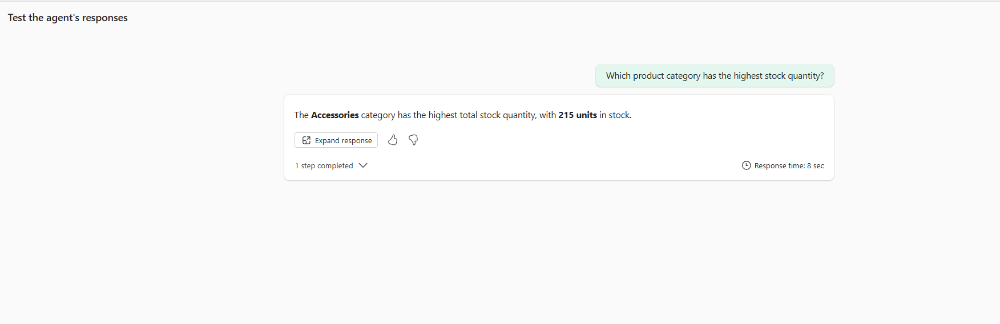 Test the agent's responses
Which product category has the highest stock quantity?
The Accessories category has the highest total stock quantity, with 215 units in stock.
Expand response
1 step completed
Response time: 8 sec